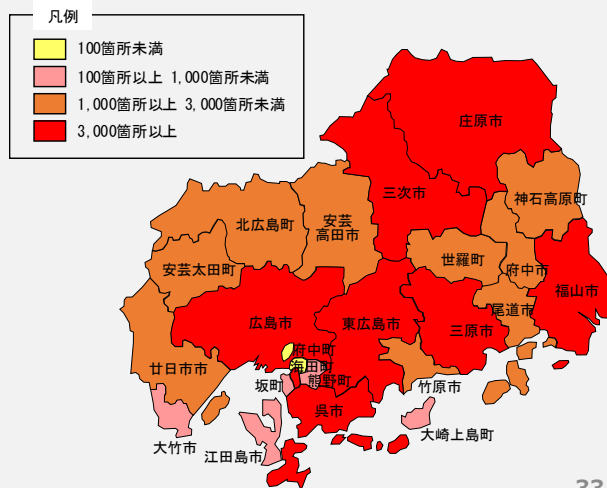 凡例
100箇所未満
100箇所以上 1,000箇所未満
1,000箇所以上 3,000箇所未満
3,000箇所以上
庄原市
三次市
神石高原町
北広島町
安芸
高田市
安芸太田町
世羅町
府中市
福山市
尾道市
広島市
東広島市
三原市
府中町
海田町
熊野町
廿日市市
坂町
呉市
竹原市
大竹市
江田島市
大崎上島町
33